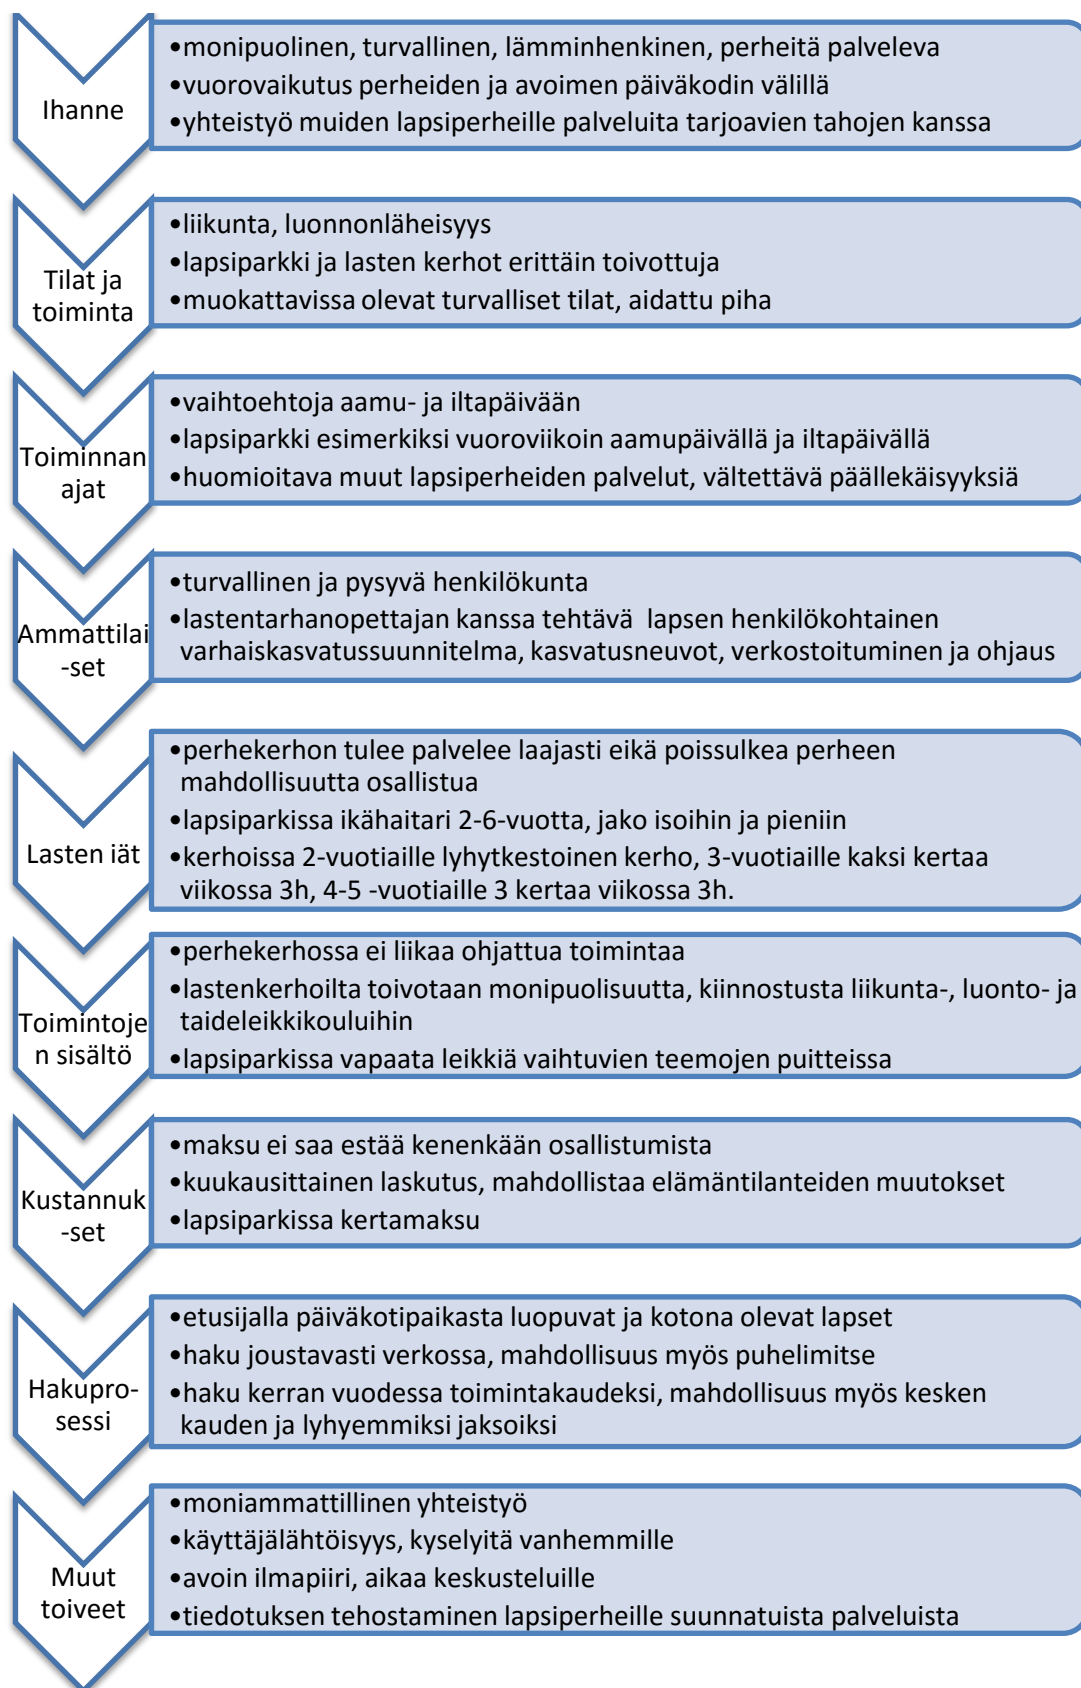 Ihanne
•monipuolinen, turvallinen, lämminhenkinen, perheitä palveleva
•vuorovaikutus perheiden ja avoimen päiväkodin välillä
•yhteistyö muiden lapsiperheille palveluita tarjoavien tahojen kanssa
Tilat ja
toiminta
•liikunta, luonnonläheisyys
•lapsiparkki ja lasten kerhot erittäin toivottuja
•muokattavissa olevat turvalliset tilat, aidattu piha
Toiminnan
ajat
•vaihtoehtoja aamu- ja iltapäivään
•lapsiparkki esimerkiksi vuoroviikoin aamupäivällä ja iltapäivällä
•huomioitava muut lapsiperheiden palvelut, vältettävä päällekäisyyksiä
Ammattilai
-set
•turvallinen ja pysyvä henkilökunta
•lastentarhanopettajan kanssa tehtävä lapsen henkilökohtainen
varhaiskasvatussuunnitelma, kasvatusneuvot, verkostoituminen ja ohjaus
Lasten iät
•perhekerhon tulee palvelee laajasti eikä poissulkea perheen
mahdollisuutta osallistua
•lapsiparkissa ikähaitari 2-6-vuotta, jako isoihin ja pieniin
•kerhoissa 2-vuotiaille lyhytkestoinen kerho, 3-vuotiaille kaksi kertaa
viikossa 3h, 4-5 -vuotiaille 3 kertaa viikossa 3h.
Toimintoje
n sisältö
•perhekerhossa ei liikaa ohjattua toimintaa
•lastenkerhoilta toivotaan monipuolisuutta, kiinnostusta liikunta-, luonto- ja
taideleikkikouluihin
•lapsiparkissa vapaata leikkiä vaihtuvien teemojen puitteissa
Kustannuk
-set
•maksu ei saa estää kenenkään osallistumista
•kuukausittainen laskutus, mahdollistaa elämäntilanteiden muutokset
•lapsiparkissa kertamaksu
Hakupro-
sessi
•etusijalla päiväkotipaikasta luopuvat ja kotona olevat lapset
•haku joustavasti verkossa, mahdollisuus myös puhelimitse
•haku kerran vuodessa toimintakaudeksi, mahdollisuus myös kesken
kauden ja lyhyemmiksi jaksoiksi
Muut
toiveet
•moniammattillinen yhteistyö
•käyttäjälähtöisyys, kyselyitä vanhemmille
•avoin ilmapiiri, aikaa keskusteluille
•tiedotuksen tehostaminen lapsiperheille suunnatuista palveluista